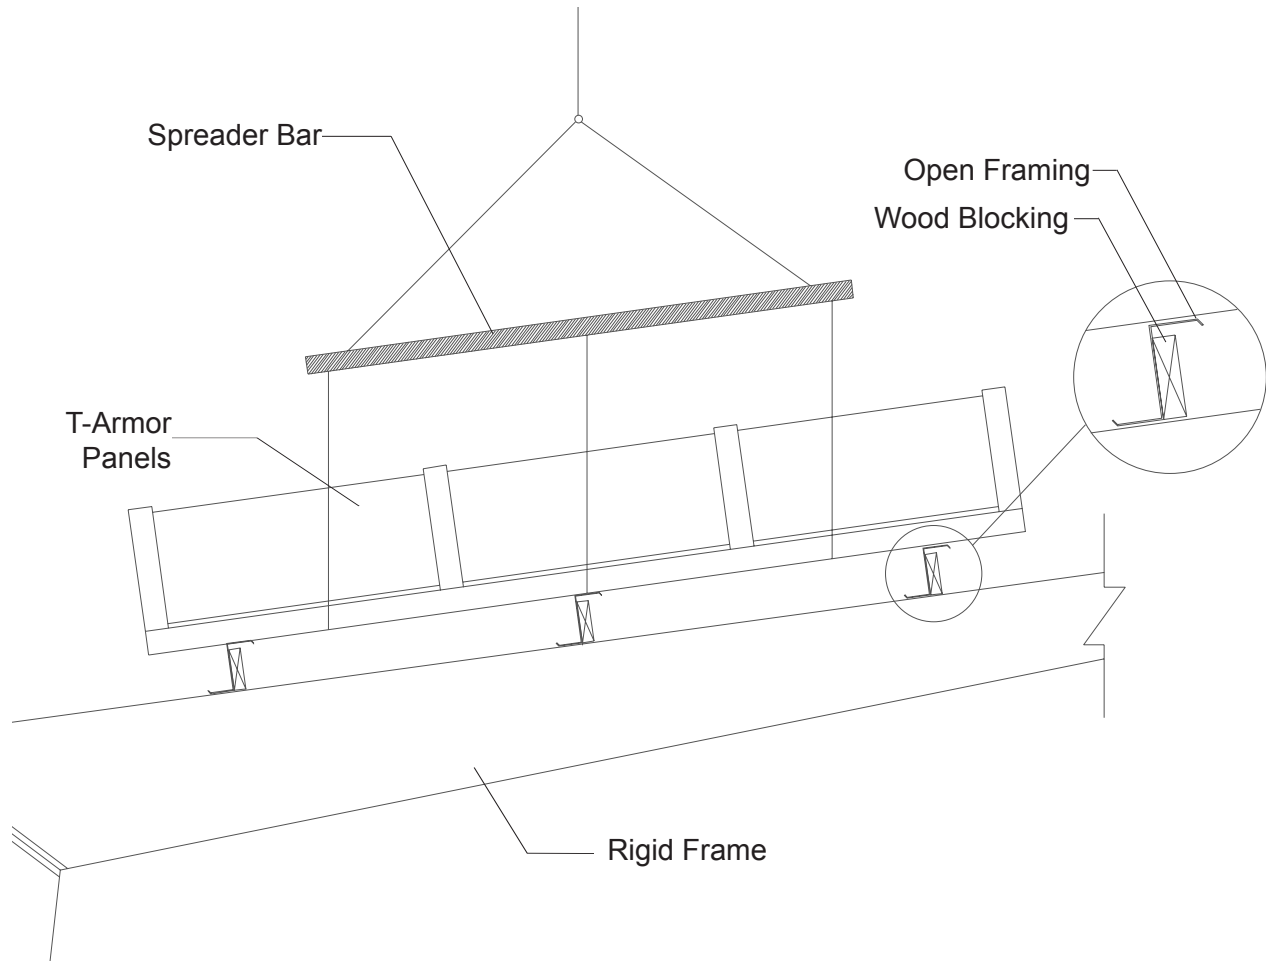 Spreader Bar
Open Framing
Wood Blocking
T-Armor
Panels
Rigid Frame